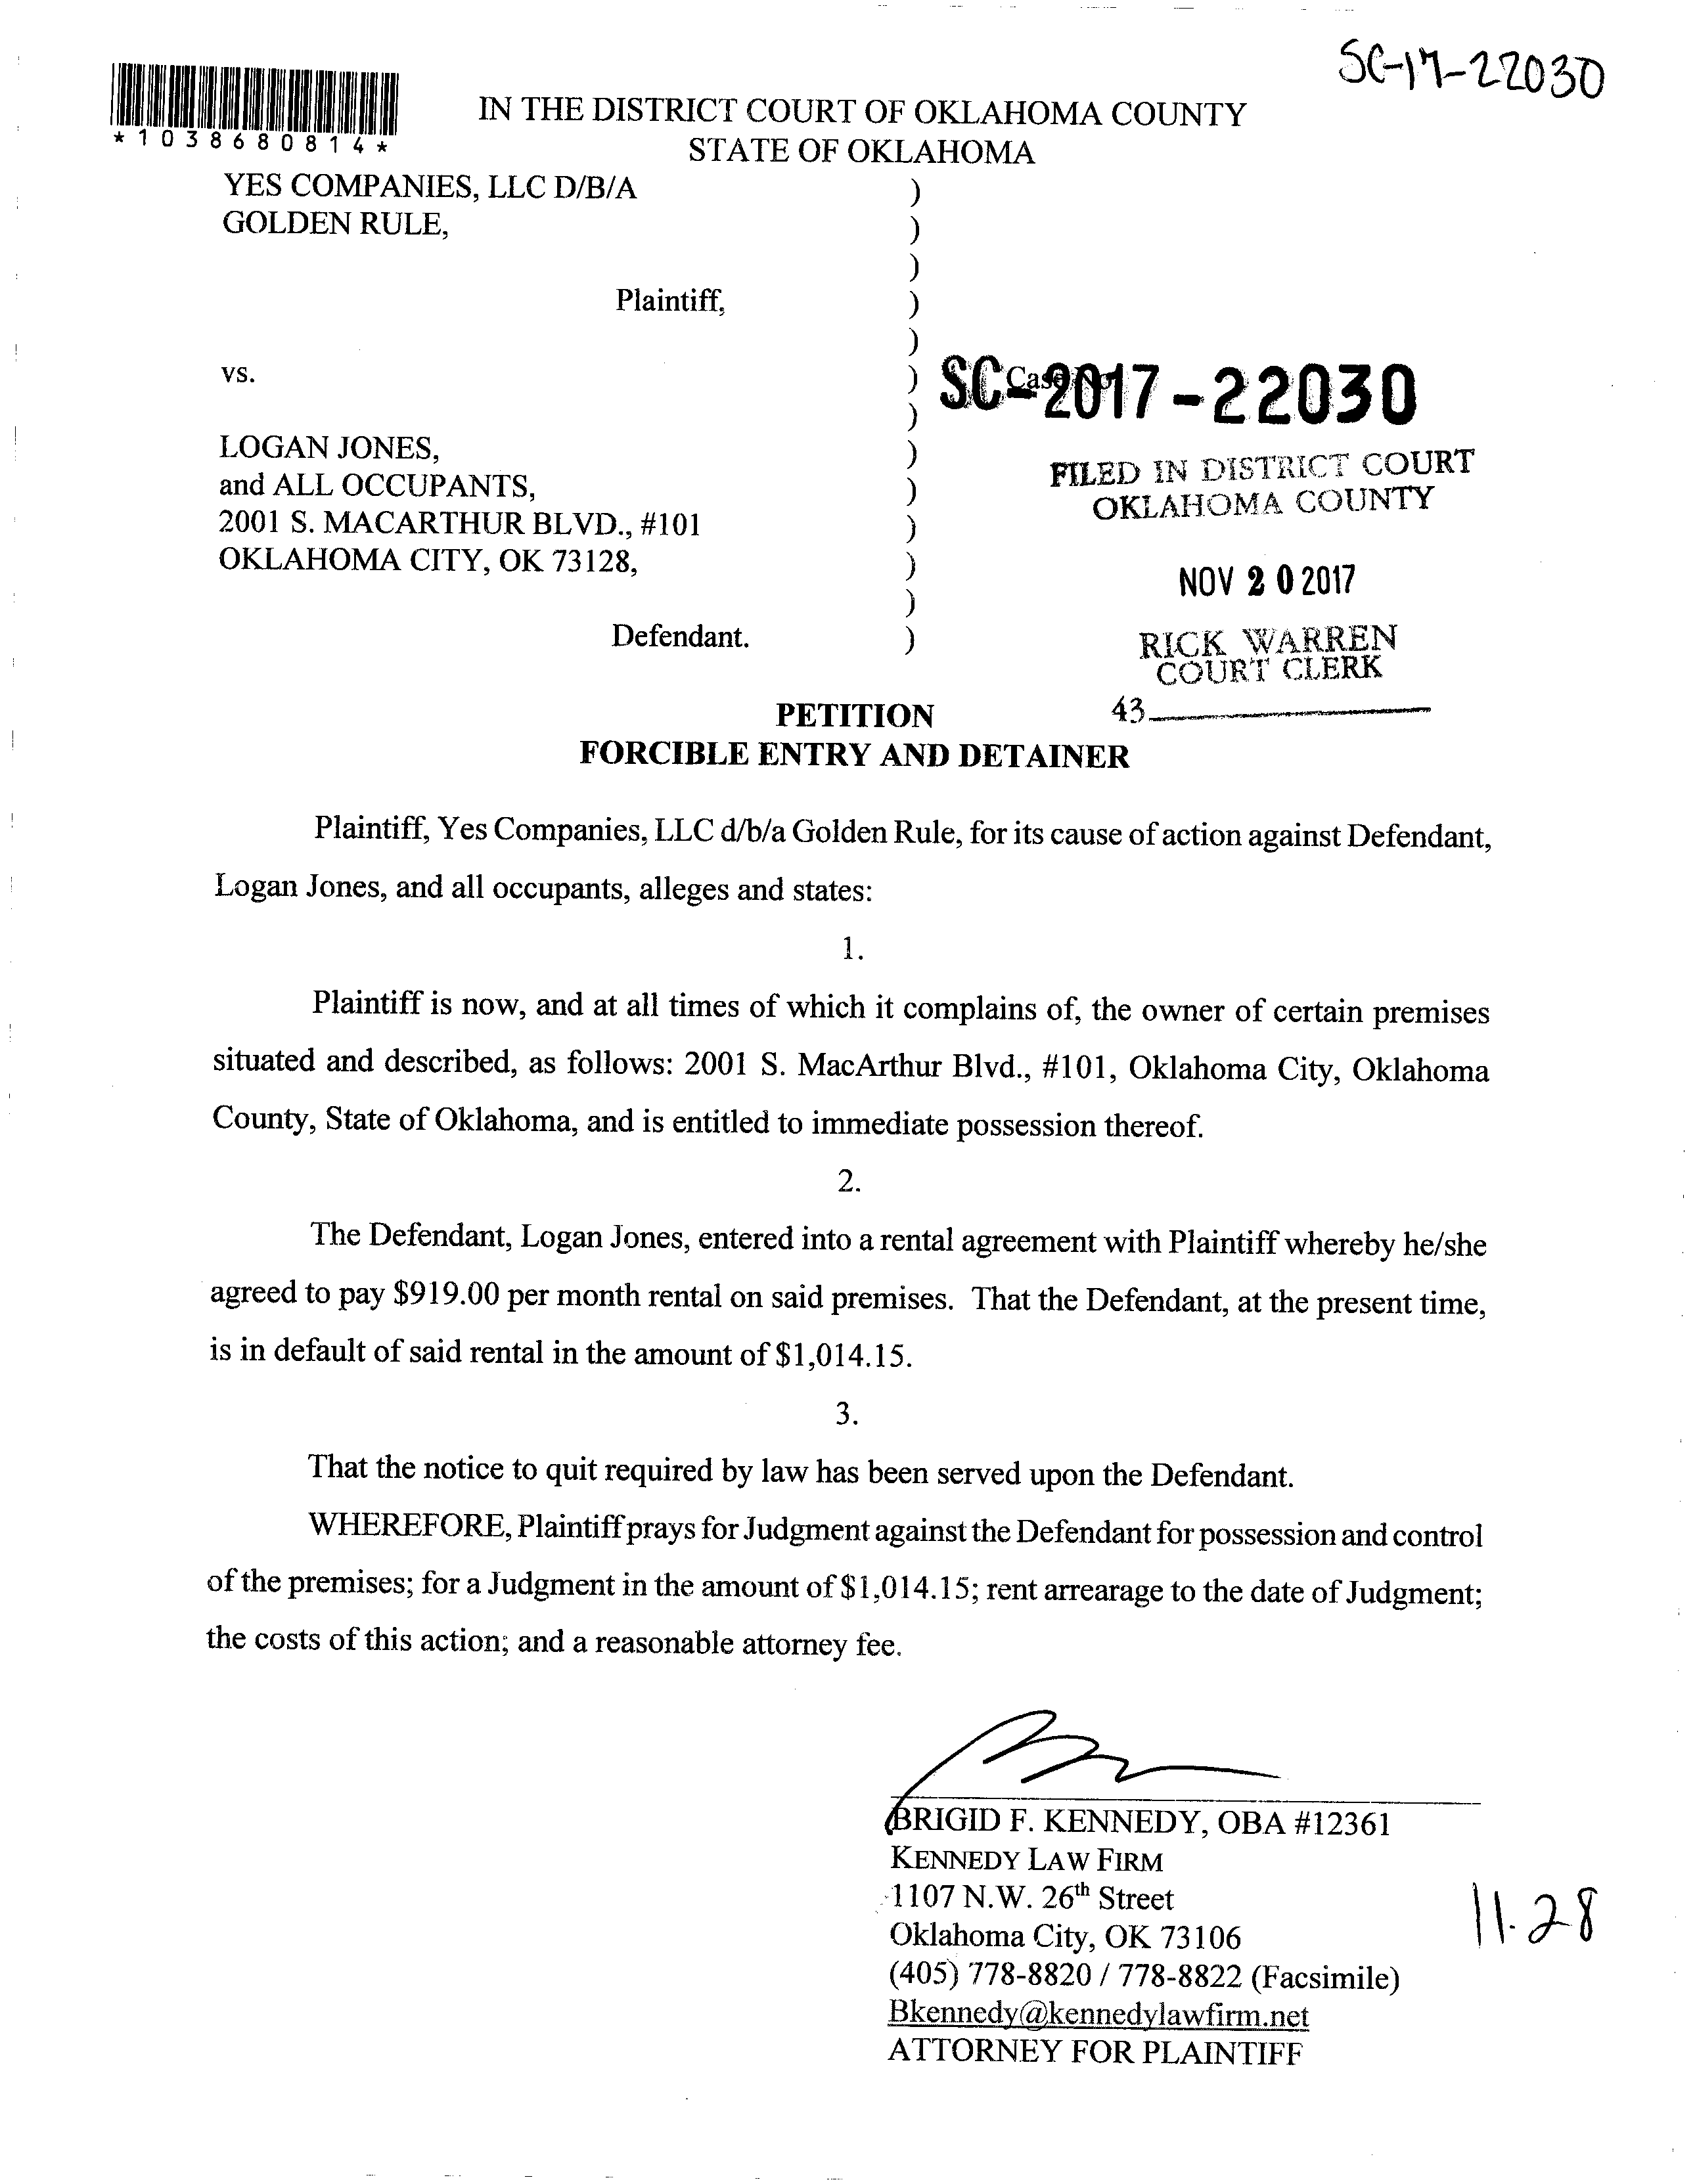 SC-17-22030
*1038680814*
IN THE DISTRICT COURT OF OKLAHOMA COUNTY
STATE OF OKLAHOMA
YES COMPANIES, LLC D/B/A )
GOLDEN RULE, )
)
Plaintiff, )
)
vs. ) Case No. SC-2017-22030
)
LOGAN JONES, )
and ALL OCCUPANTS, )
2001 S. MACARTHUR BLVD., #101 )
OKLAHOMA CITY, OK 73128, )
)
Defendant. )
FILED IN DISTRICT COURT
OKLAHOMA COUNTY
NOV 20 2017
RICK WARREN
COURT CLERK
43
PETITION
FORCIBLE ENTRY AND DETAINER
Plaintiff, Yes Companies, LLC d/b/a Golden Rule, for its cause of action against Defendant,
Logan Jones, and all occupants, alleges and states:
1.
Plaintiff is now, and at all times of which it complains of, the owner of certain premises
situated and described, as follows: 2001 S. MacArthur Blvd., #101, Oklahoma City, Oklahoma
County, State of Oklahoma, and is entitled to immediate possession thereof.
2.
The Defendant, Logan Jones, entered into a rental agreement with Plaintiff whereby he/she
agreed to pay $919.00 per month rental on said premises. That the Defendant, at the present time,
is in default of said rental in the amount of $1,014.15.
3.
That the notice to quit required by law has been served upon the Defendant.
WHEREFORE, Plaintiff prays for Judgment against the Defendant for possession and control
of the premises; for a Judgment in the amount of $1,014.15; rent arrearage to the date of Judgment;
the costs of this action; and a reasonable attorney fee.
BRIGID F. KENNEDY, OBA #12361
KENNEDY LAW FIRM
1107 N.W. 26th Street
Oklahoma City, OK 73106
(405) 778-8820 / 778-8822 (Facsimile)
Bkennedy@kennedylawfirm.net
ATTORNEY FOR PLAINTIFF
11.28